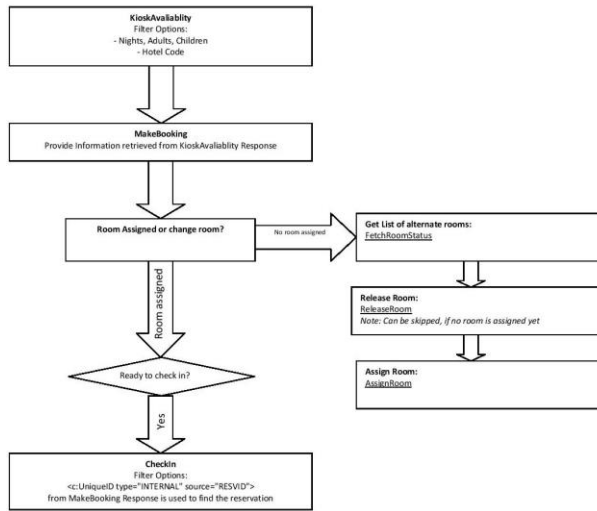 KioskAvaliablity
Filter Options:
- Nights, Adults, Children
- Hotel Code
MakeBooking
Provide Information retrieved from KioskAvaliablity Response
Room Assigned or change room?
No room assigned
Get List of alternate rooms:
FetchRoomStatus
Release Room:
ReleaseRoom
Note: Can be skipped, if no room is assigned yet
Assign Room:
AssignRoom
Room assigned
Ready to check in?
Yes
CheckIn
Filter Options:
<c:UniqueID type="INTERNAL" source="RESVID">
from MakeBooking Response is used to find the reservation